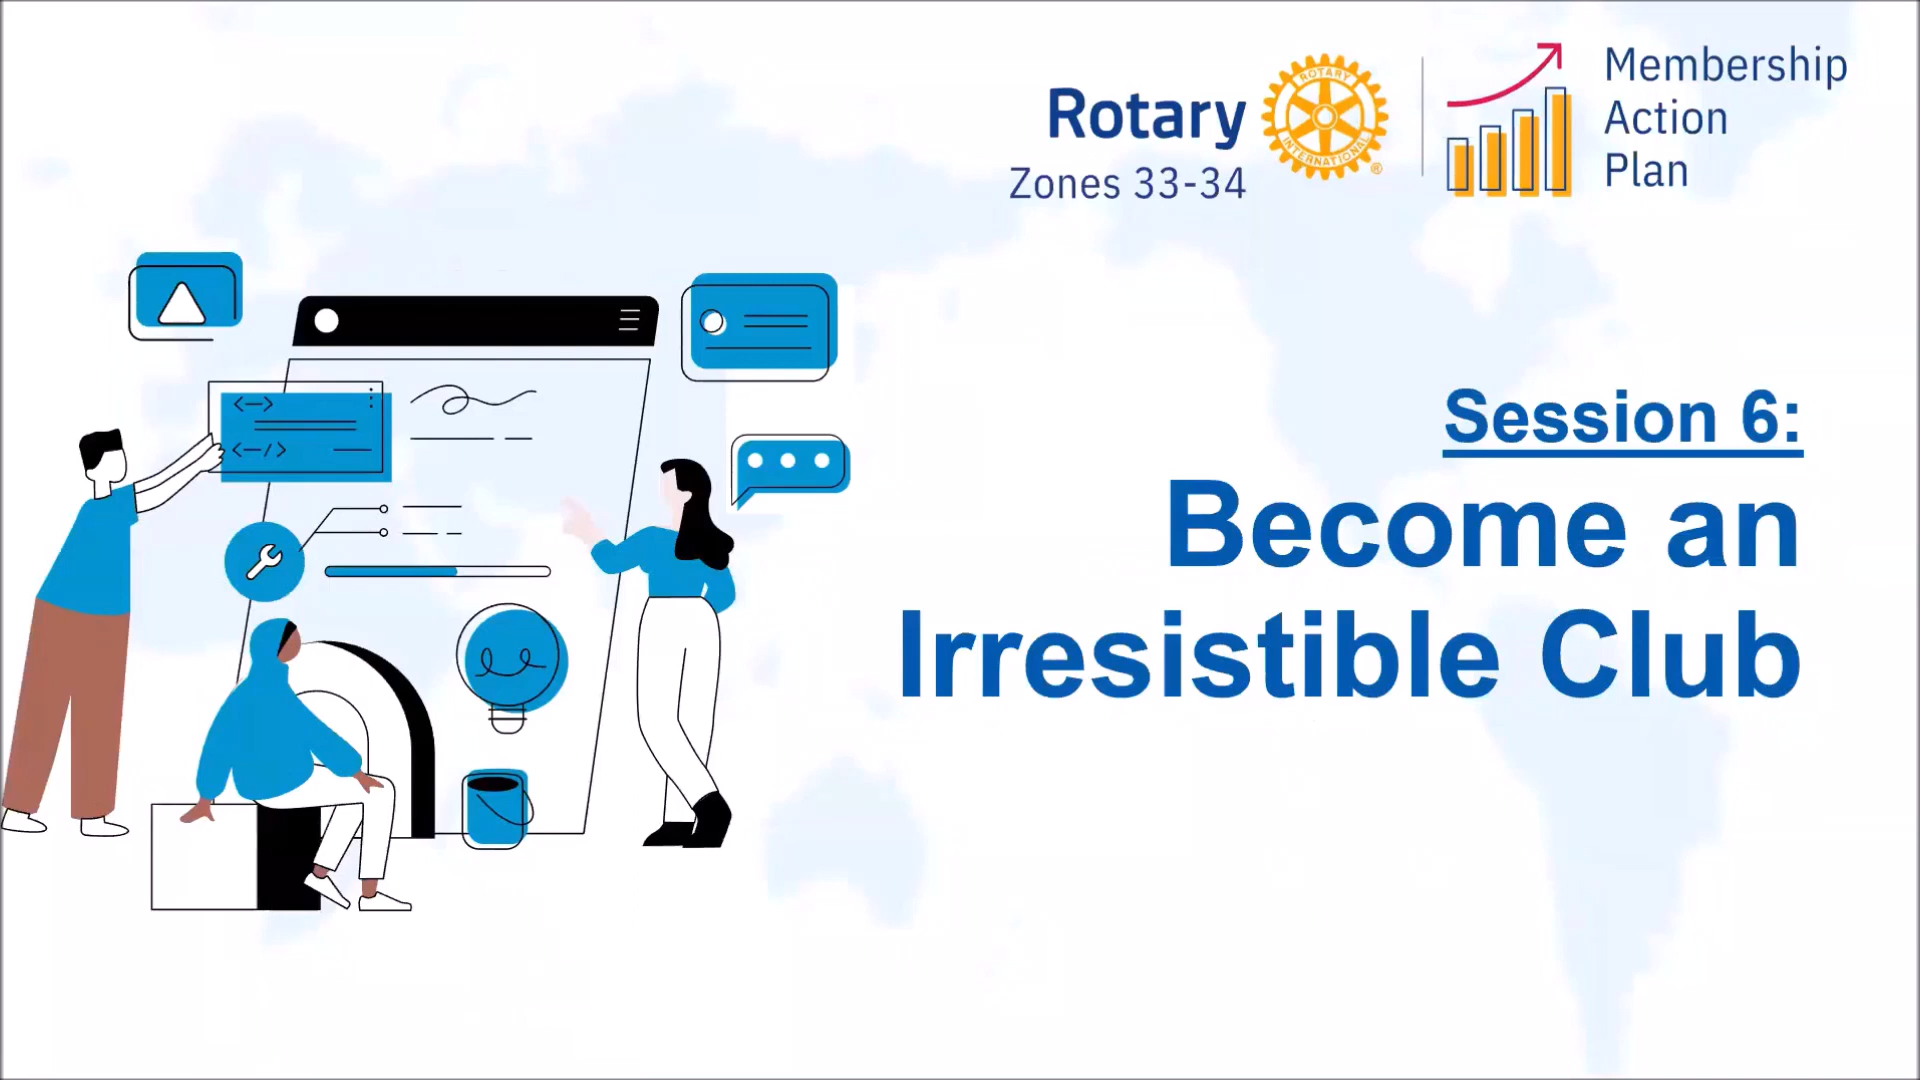 Rotary
Zones 33-34
ROTARY
INTERNATIONAL
®
Membership
Action
Plan
Session 6:
Become an
Irresistible Club